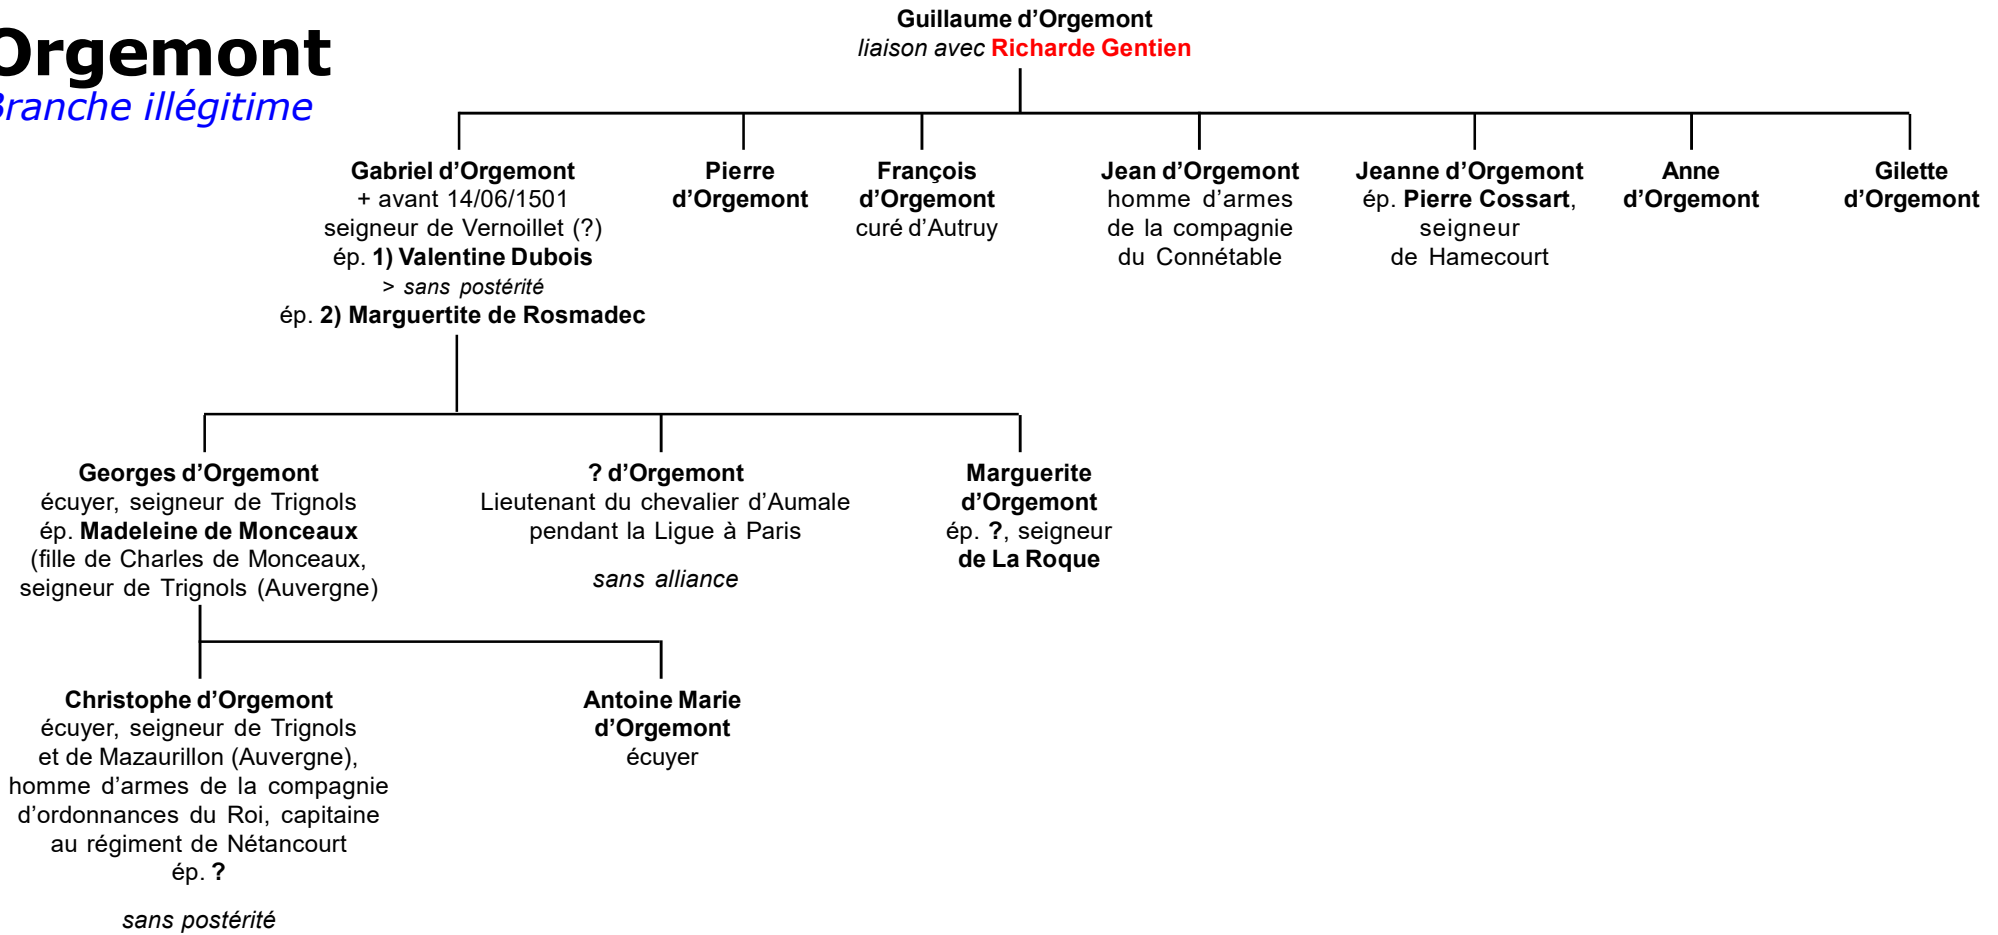 Orgemont
Branche illégitime
Guillaume d’Orgemont
liaison avec Richarde Gentien
Gabriel d’Orgemont
+ avant 14/06/1501
seigneur de Vernoillet (?)
ép. 1) Valentine Dubois
> sans postérité
ép. 2) Marguertite de Rosmadec
Pierre
d’Orgemont
François
d’Orgemont
curé d’Autruy
Jean d’Orgemont
homme d’armes
de la compagnie
du Connétable
Jeanne d’Orgemont
ép. Pierre Cossart,
seigneur
de Hamecourt
Anne
d’Orgemont
Gilette
d’Orgemont
Georges d’Orgemont
écuyer, seigneur de Trignols
ép. Madeleine de Monceaux
(fille de Charles de Monceaux,
seigneur de Trignols (Auvergne)
? d’Orgemont
Lieutenant du chevalier d’Aumale
pendant la Ligue à Paris
sans alliance
Marguerite
d’Orgemont
ép. ?, seigneur
de La Roque
Christophe d’Orgemont
écuyer, seigneur de Trignols
et de Mazaurillon (Auvergne),
homme d’armes de la compagnie
d’ordonnances du Roi, capitaine
au régiment de Nétancourt
ép. ?
sans postérité
Antoine Marie
d’Orgemont
écuyer